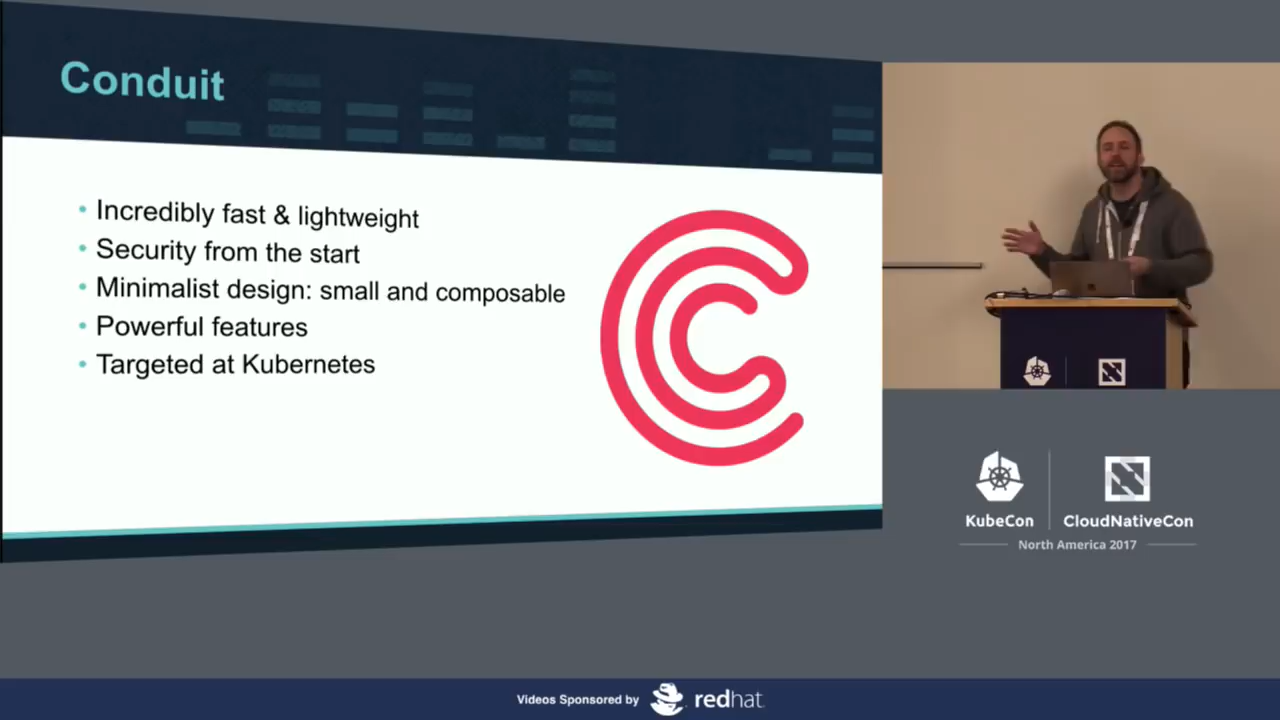 Conduit
• Incredibly fast & lightweight
• Security from the start
• Minimalist design: small and composable
• Powerful features
• Targeted at Kubernetes
KubeCon
CloudNativeCon
North America 2017
Videos Sponsored by
redhat